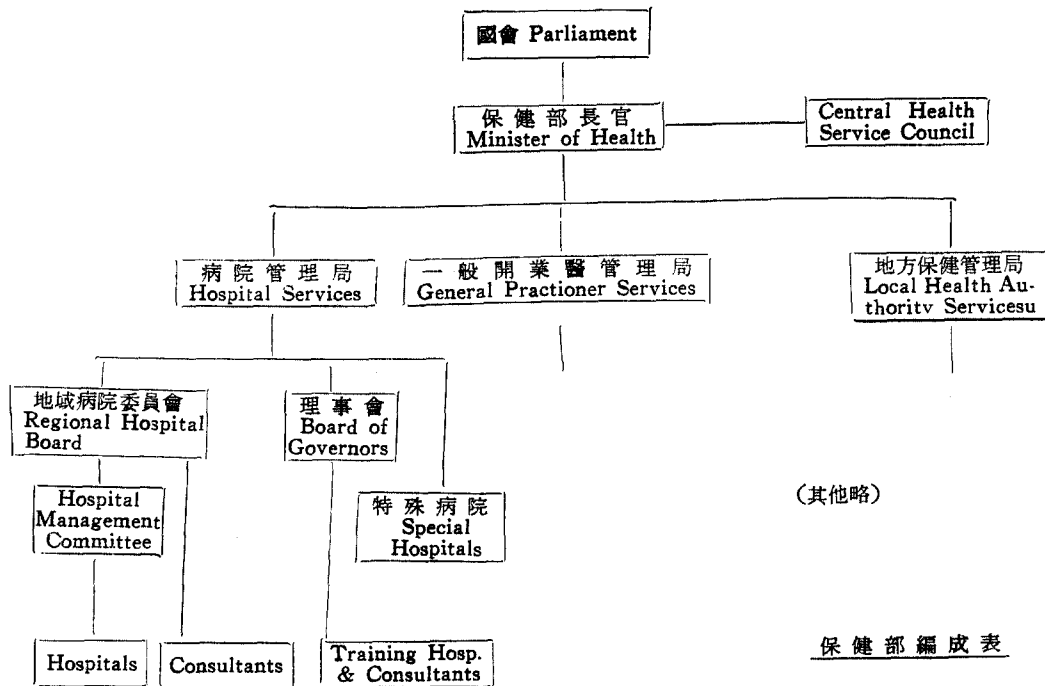 國會 Parliament
保健部長官
Minister of Health
Central Health
Service Council
病院管理局
Hospital Services
一般開業醫管理局
General Practioner Services
地方保健管理局
Local Health Au-
thority Servicesu
地域病院委員會
Regional Hospital
Board
理事會
Board of
Governors
Hospital
Management
Committee
特殊病院
Special
Hospitals
(其他略)
Hospitals
Consultants
Training Hosp.
& Consultants
保健部編成表